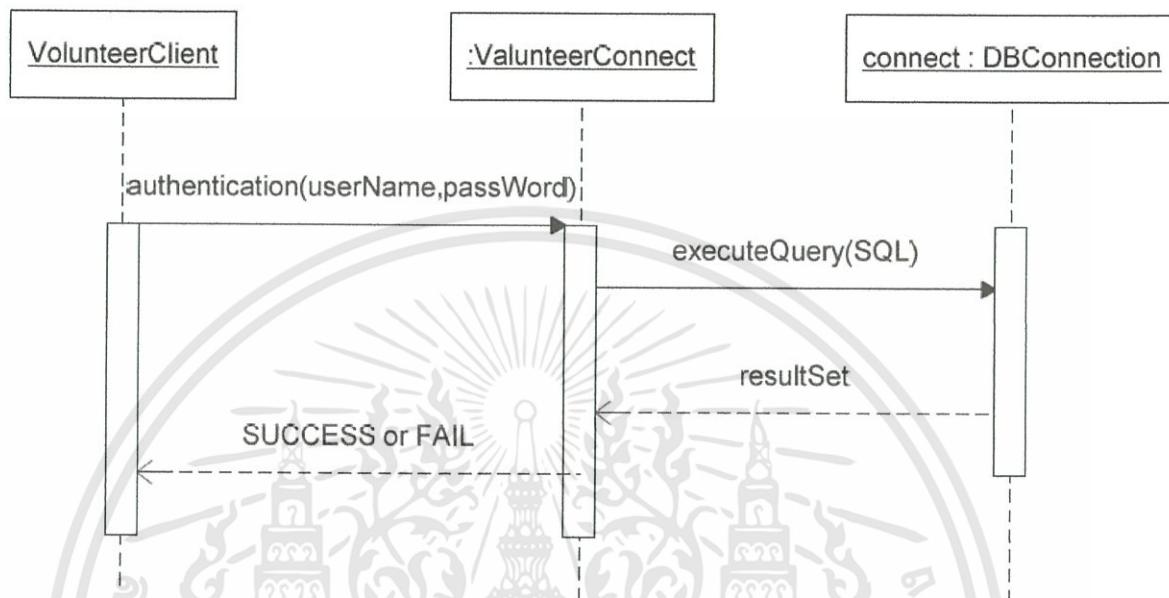 VolunteerClient
:ValunteerConnect
connect : DBConnection
authentication(userName,passWord)
executeQuery(SQL)
resultSet
SUCCESS or FAIL